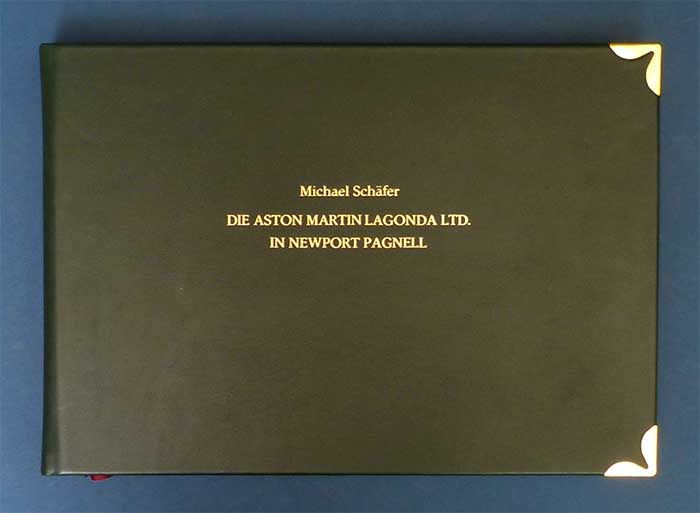 Michael Schäfer
DIE ASTON MARTIN LAGONDA LTD.
IN NEWPORT PAGNELL